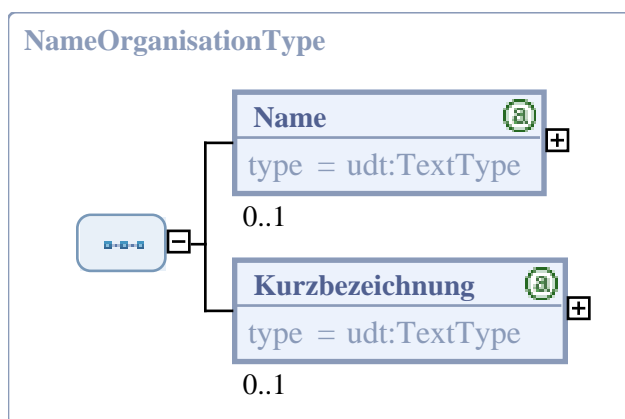 NameOrganisationType
Name @
type = udt:TextType
0..1
Kurzbezeichnung @
type = udt:TextType
0..1